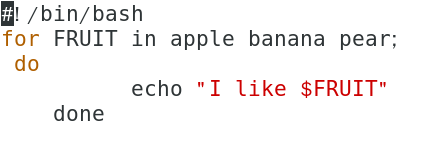 #!/bin/bash
for FRUIT in apple banana pear;
 do
          echo "I like $FRUIT"
    done